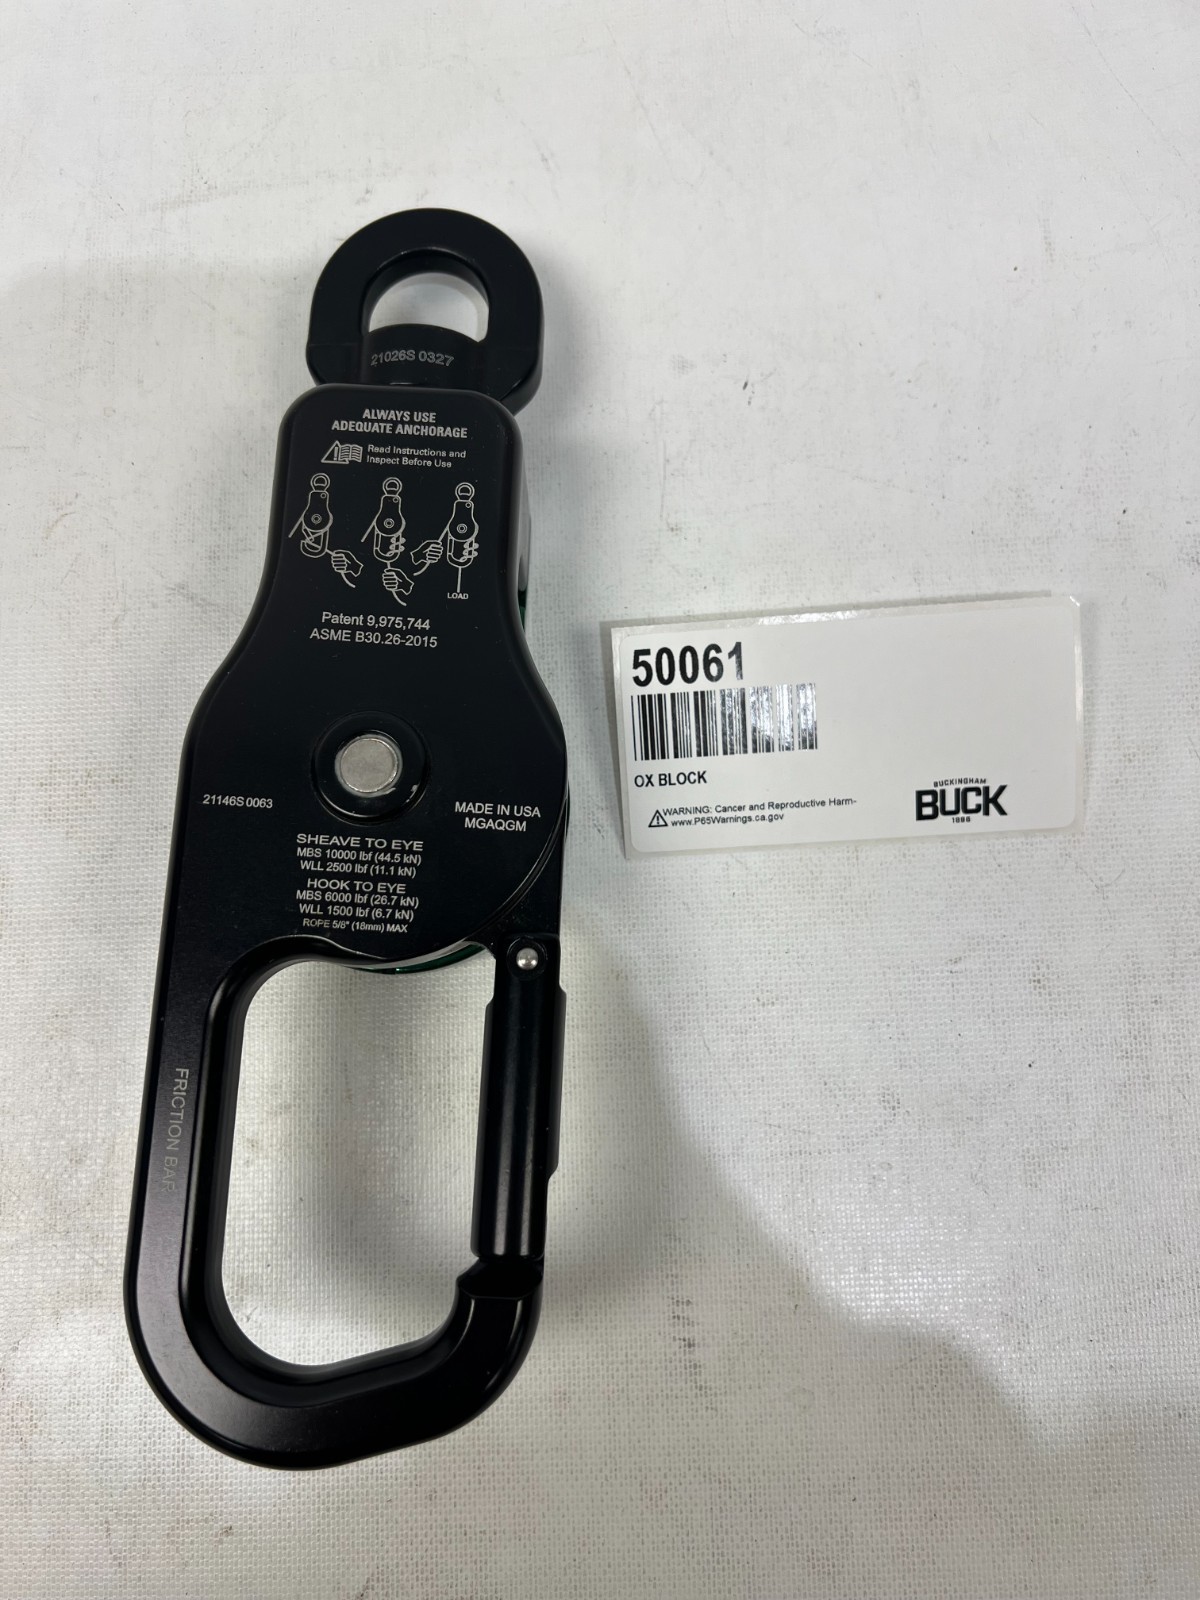 21026S 0327
ALWAYS USE
ADEQUATE ANCHORAGE
Read Instructions and
Inspect Before Use
LOAD
Patent 9,975,744
ASME B30.26-2015
21146S 0063
MADE IN USA
MGAQGM
SHEAVE TO EYE
MBS 10000 lbf (44.5 kN)
WLL 2500 lbf (11.1 kN)
HOOK TO EYE
MBS 6000 lbf (26.7 kN)
WLL 1500 lbf (6.7 kN)
ROPE 5/8" (16mm) MAX
FRICTION BAR
50061
OX BLOCK
WARNING: Cancer and Reproductive Harm-
www.P65Warnings.ca.gov
BUCKINGHAM
BUCK
1896